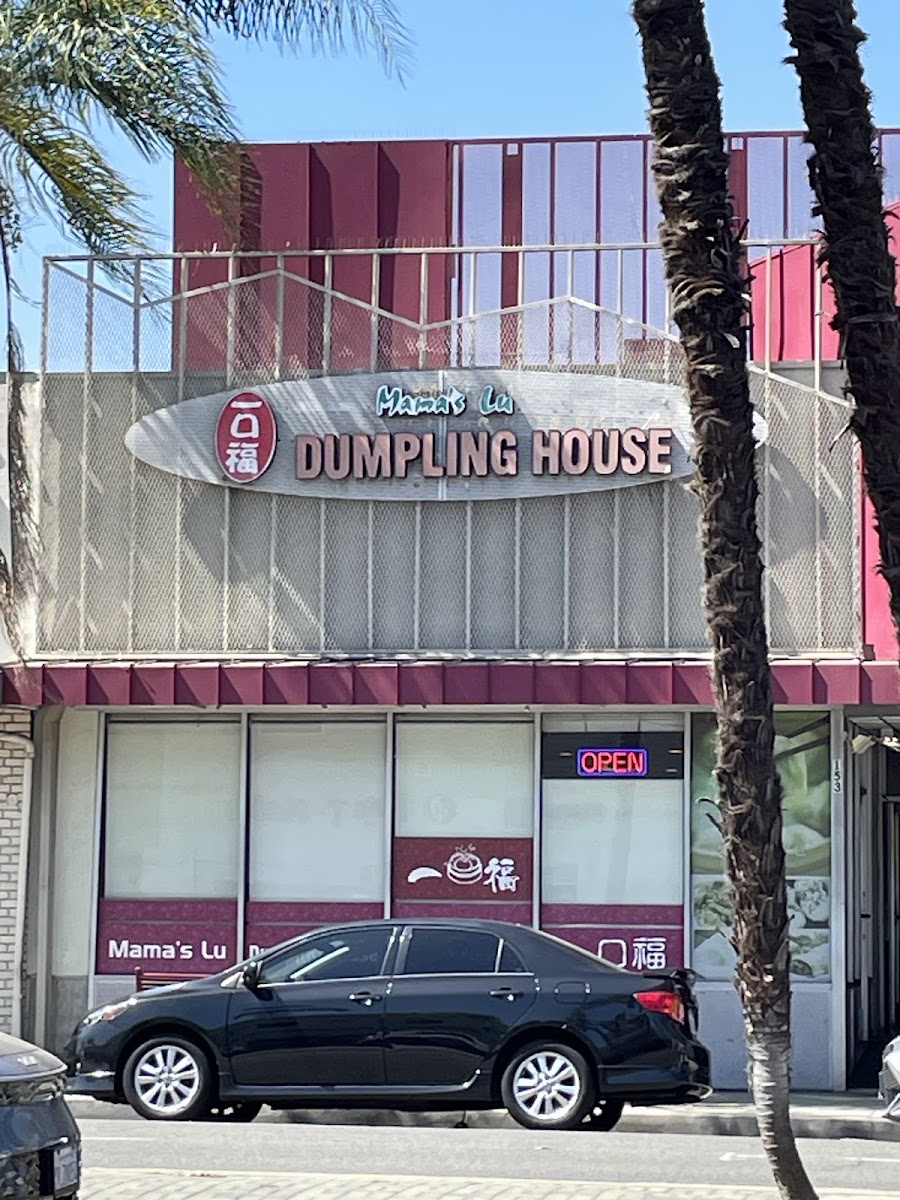 一口福
Mama's Lu
DUMPLING HOUSE
OPEN
153
一 福
Mama's Lu
口福